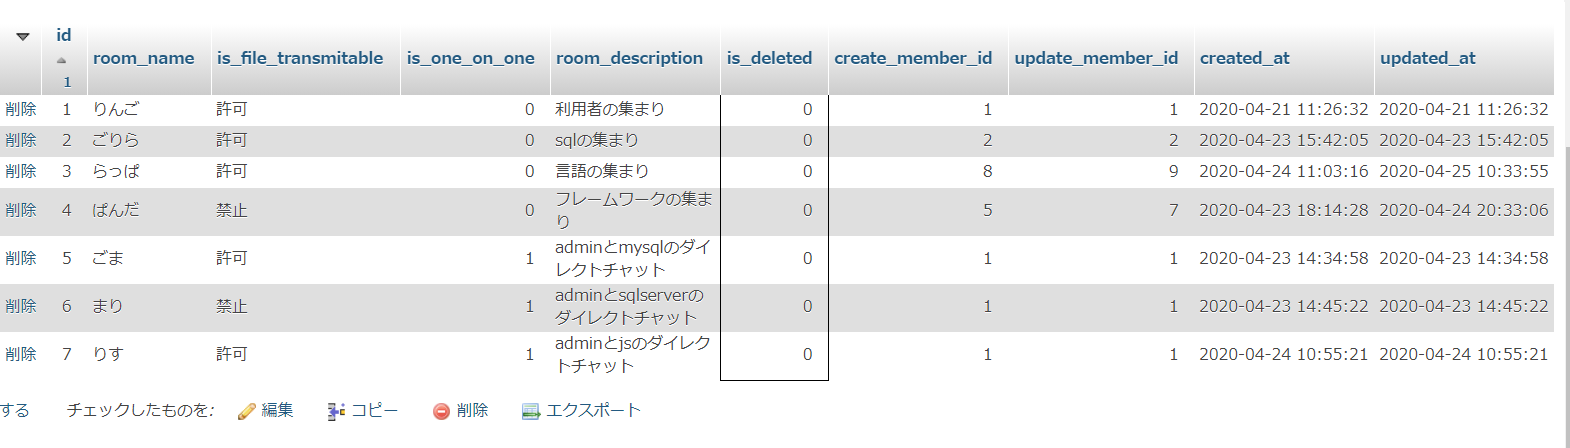 id
room_name is_file_transmitable is_one_on_one room_description is_deleted create_member_id update_member_id created_at updated_at
1
削除 1 りんご 許可 0 利用者の集まり 0 1 1 2020-04-21 11:26:32 2020-04-21 11:26:32
削除 2 ごりら 許可 0 sqlの集まり 0 2 2 2020-04-23 15:42:05 2020-04-23 15:42:05
削除 3 らっぱ 許可 0 言語の集まり 0 8 9 2020-04-24 11:03:16 2020-04-25 10:33:55
削除 4 ぱんだ 禁止 0 フレームワークの集ま
り 0 5 7 2020-04-23 18:14:28 2020-04-24 20:33:06
削除 5 ごま 許可 1 adminとmysqlのダイ
レクトチャット 0 1 1 2020-04-23 14:34:58 2020-04-23 14:34:58
削除 6 まり 禁止 1 adminとsqlserverの
ダイレクトチャット 0 1 1 2020-04-23 14:45:22 2020-04-23 14:45:22
削除 7 りす 許可 1 adminとjsのダイレク
トチャット 0 1 1 2020-04-24 10:55:21 2020-04-24 10:55:21
する チェックしたものを: 編集 コピー 削除 エクスポート